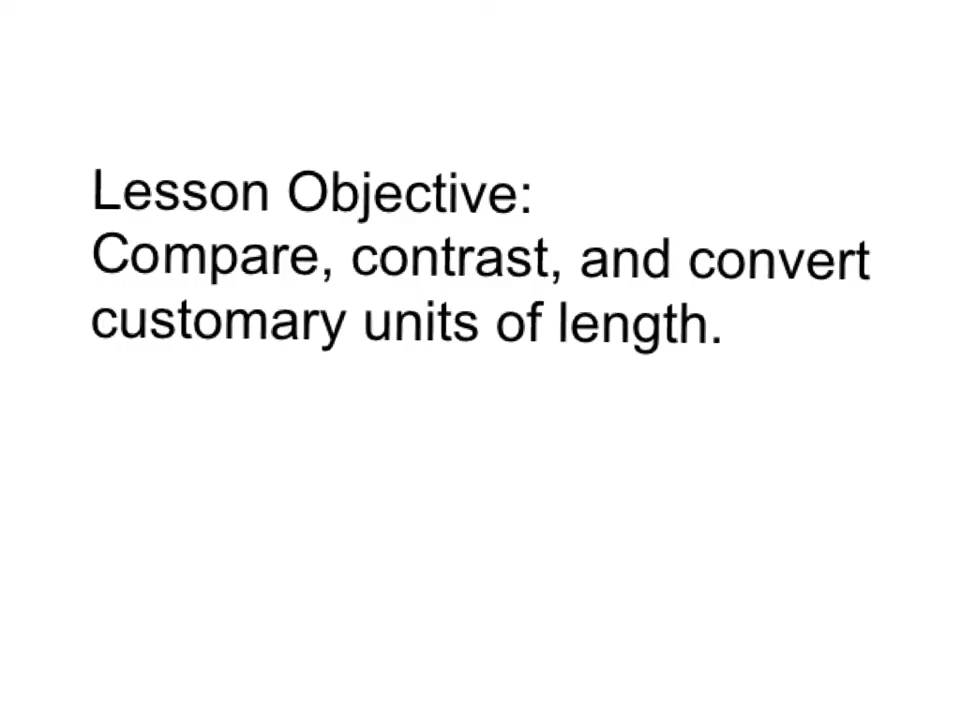 Lesson Objective:
Compare, contrast, and convert
customary units of length.